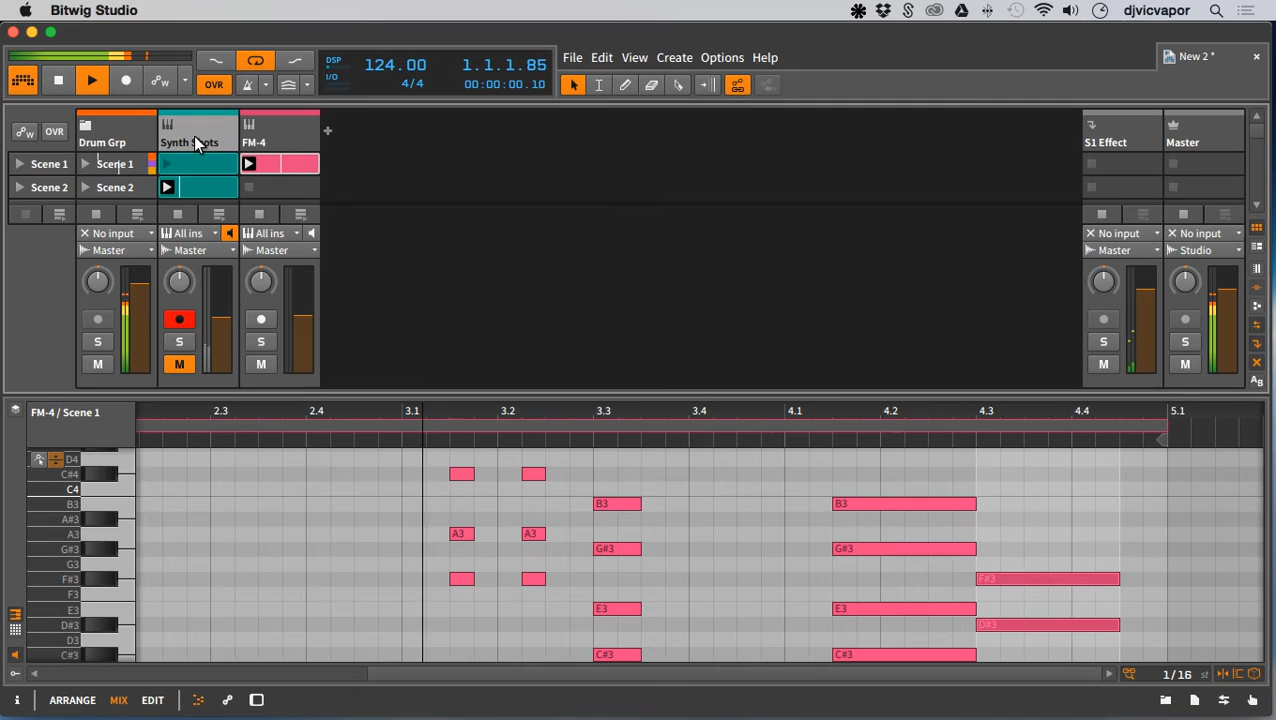 Bitwig Studio
djvicvapor
OVR
DSP
I/O
124.00
4/4
1.1.1.85
00:00:00.10
File Edit View Create Options Help
New 2 *
OVR
Drum Grp
FM-4
S1 Effect
Master
Scene 1
Scene 1
Scene 2
Scene 2
No input
All ins
All ins
No input
No input
Master
Master
Master
Master
Studio
S
S
S
S
S
M
M
M
M
M
AB
FM-4 / Scene 1
2.3 2.4 3.1 3.2 3.3 3.4 4.1 4.2 4.3 4.4 5.1
D4
C#4
C4
B3
B3
B3
A#3
A3
A3
A3
G#3
G#3
G#3
G3
F#3
F#3
F3
E3
E3
E3
D#3
D#3
D3
C#3
C#3
C#3
1/16 st
i
ARRANGE MIX EDIT